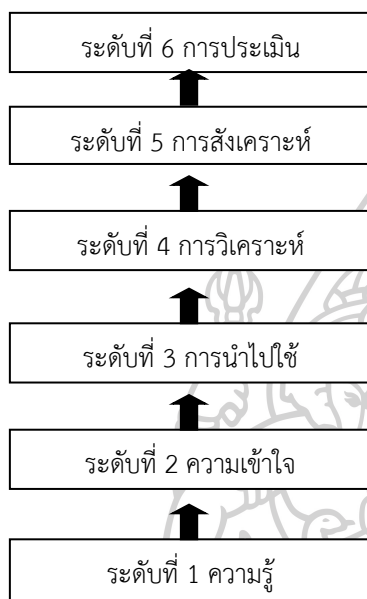 ระดับที่ 6 การประเมิน
ระดับที่ 5 การสังเคราะห์
ระดับที่ 4 การวิเคราะห์
ระดับที่ 3 การนำไปใช้
ระดับที่ 2 ความเข้าใจ
ระดับที่ 1 ความรู้